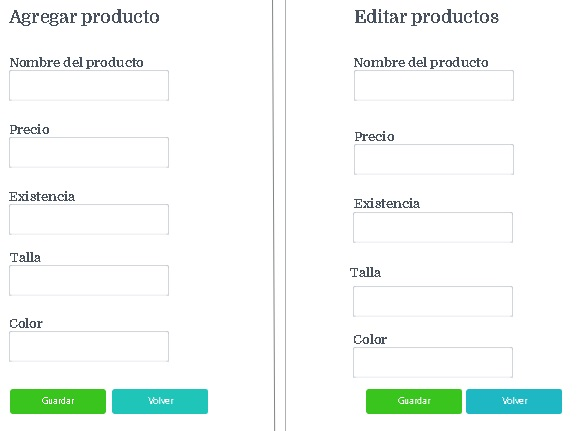 Agregar producto
Nombre del producto
Precio
Existencia
Talla
Color
Guardar
Volver
Editar productos
Nombre del producto
Precio
Existencia
Talla
Color
Guardar
Volver